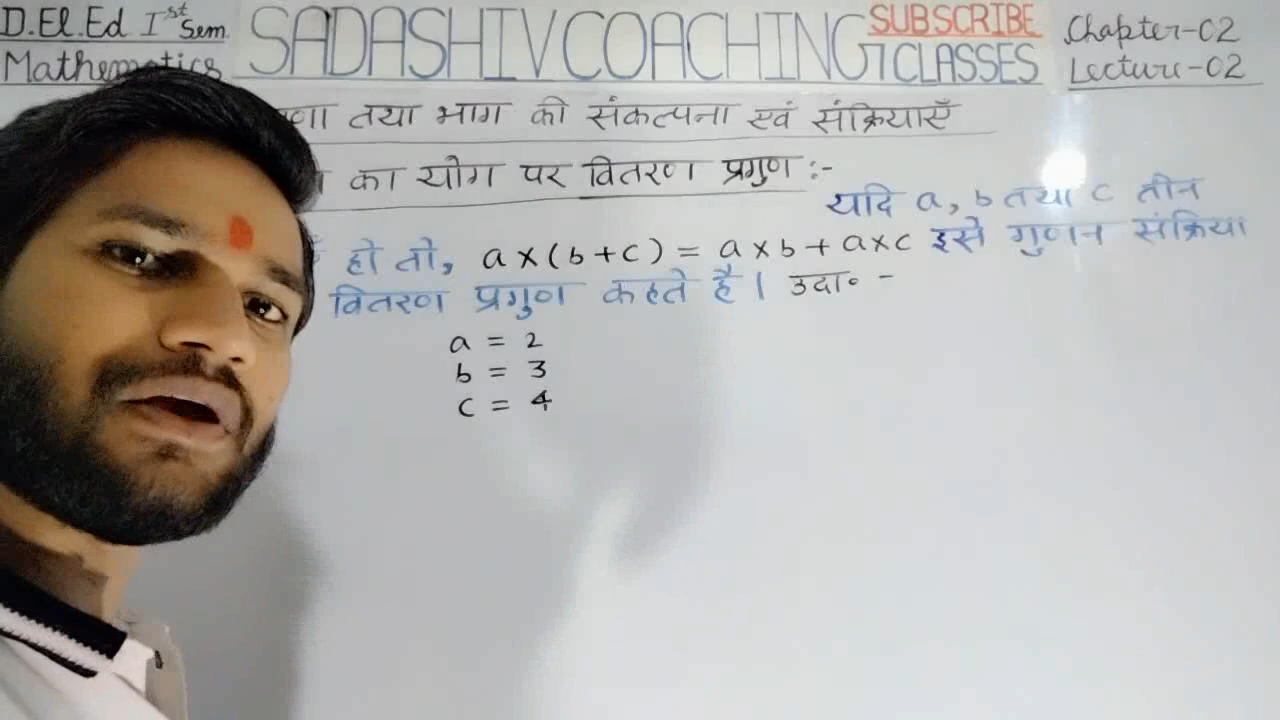 D.El.Ed Ist Sem
Mathematics
SADASHIV COACHING CLASSES
SUBSCRIBE
Chapter-02
Lecture-02
तथा भाग की संकल्पना एवं संक्रियाएँ
का योग पर वितरण प्रगुण :-
यदि a, b तथा c तीन
हो तो, a×(b+c) = a×b+a×c इसे गुणन संक्रिया
वितरण प्रगुण कहते है। उदा० -
a = 2
b = 3
c = 4